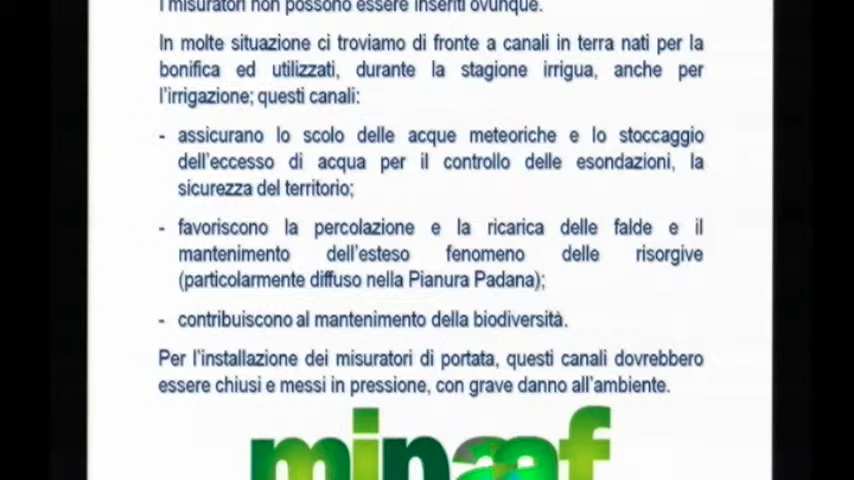 I misuratori non possono essere inseriti ovunque.
In molte situazione ci troviamo di fronte a canali in terra nati per la
bonifica ed utilizzati, durante la stagione irrigua, anche per
l'irrigazione; questi canali:
- assicurano lo scolo delle acque meteoriche e lo stoccaggio
dell'eccesso di acqua per il controllo delle esondazioni, la
sicurezza del territorio;
- favoriscono la percolazione e la ricarica delle falde e il
mantenimento dell'esteso fenomeno delle risorgive
(particolarmente diffuso nella Pianura Padana);
- contribuiscono al mantenimento della biodiversità.
Per l'installazione dei misuratori di portata, questi canali dovrebbero
essere chiusi e messi in pressione, con grave danno all'ambiente.
mipaaf